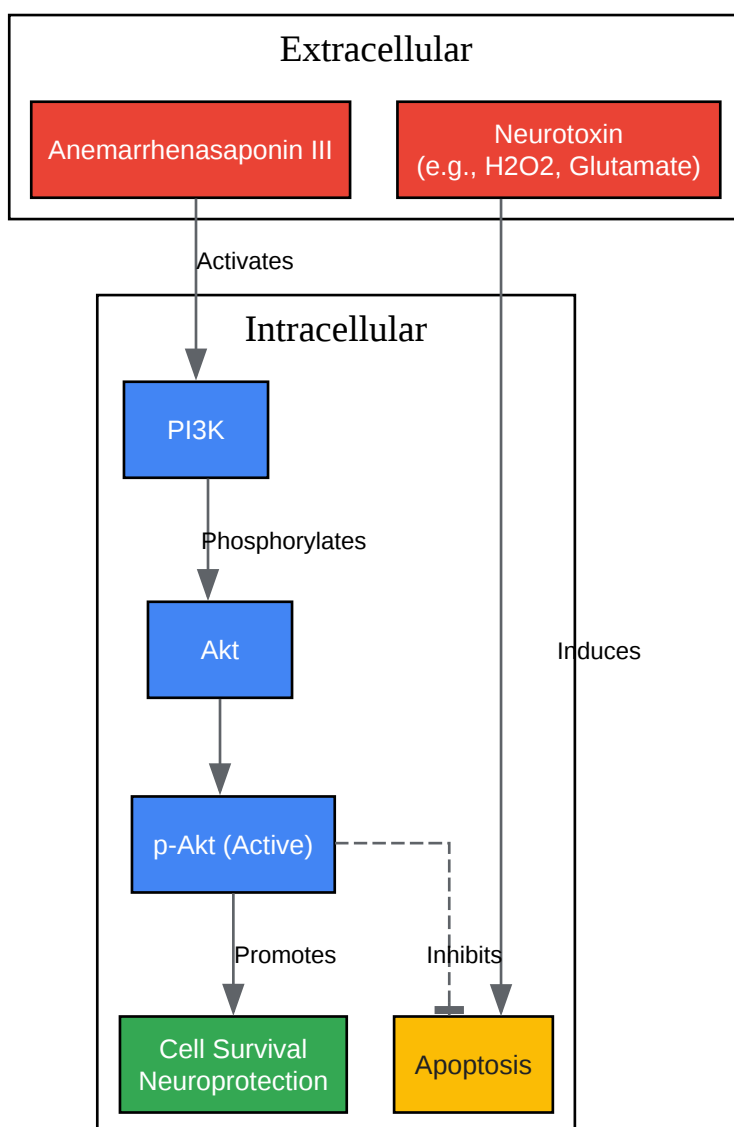 Extracellular
Anemarrhenasaponin III
Neurotoxin
(e.g., H2O2, Glutamate)
Activates
Intracellular
PI3K
Phosphorylates
Akt
Induces
p-Akt (Active)
Promotes
Inhibits
Cell Survival
Neuroprotection
Apoptosis